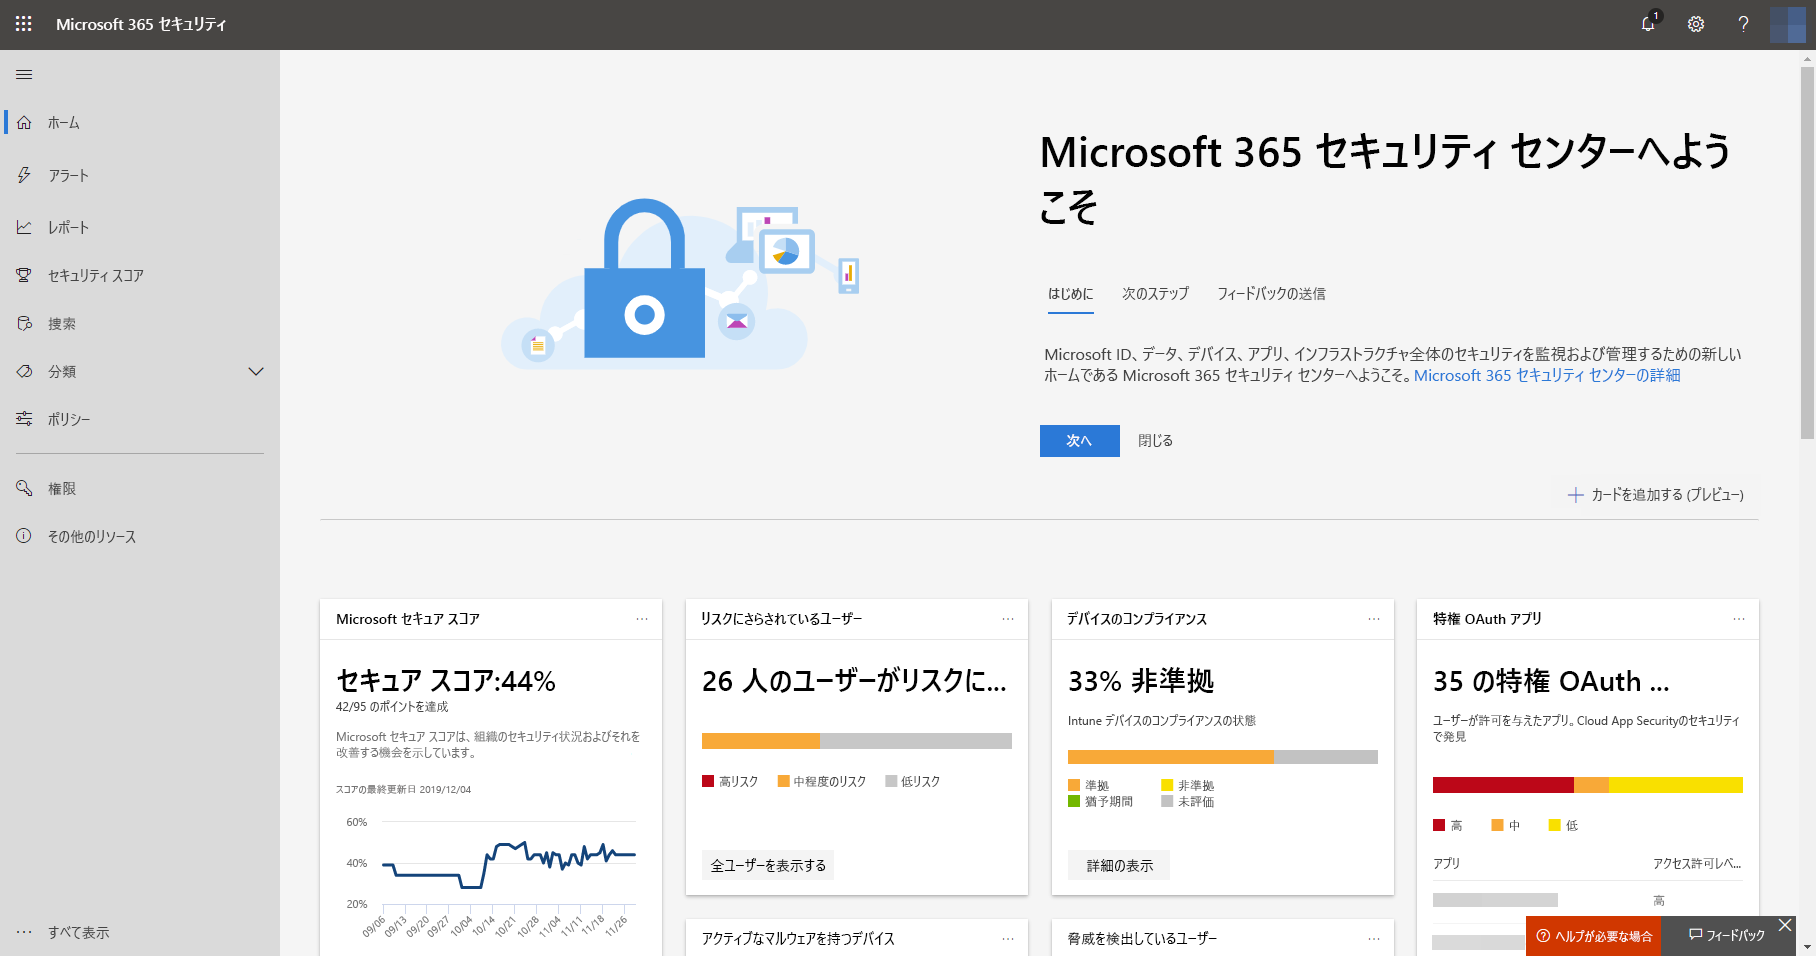 Microsoft 365 セキュリティ
1
ホーム
アラート
レポート
セキュリティ スコア
捜索
分類
ポリシー
権限
その他のリソース
すべて表示
Microsoft 365 セキュリティ センターへよう
こそ
はじめに 次のステップ フィードバックの送信
Microsoft ID、データ、デバイス、アプリ、インフラストラクチャ全体のセキュリティを監視および管理するための新しい
ホームである Microsoft 365 セキュリティ センターへようこそ。Microsoft 365 セキュリティ センターの詳細
次へ 閉じる
カードを追加する (プレビュー)
Microsoft セキュア スコア
セキュア スコア:44%
42/95 のポイントを達成
Microsoft セキュア スコアは、組織のセキュリティ状況およびそれを
改善する機会を示しています。
スコアの最終更新日 2019/12/04
60%
40%
20%
09/06 09/13 09/20 09/27 10/04 10/14 10/21 10/28 11/04 11/11 11/18 11/26
リスクにさらされているユーザー
26 人のユーザーがリスクに...
高リスク 中程度のリスク 低リスク
全ユーザーを表示する
デバイスのコンプライアンス
33% 非準拠
Intune デバイスのコンプライアンスの状態
準拠 非準拠
猶予期間 未評価
詳細の表示
特権 OAuth アプリ
35 の特権 OAuth ...
ユーザーが許可を与えたアプリ。Cloud App Securityのセキュリティ
で発見
高 中 低
アプリ アクセス許可レベ...
高
アクティブなマルウェアを持つデバイス
脅威を検出しているユーザー
ヘルプが必要な場合
フィードバック